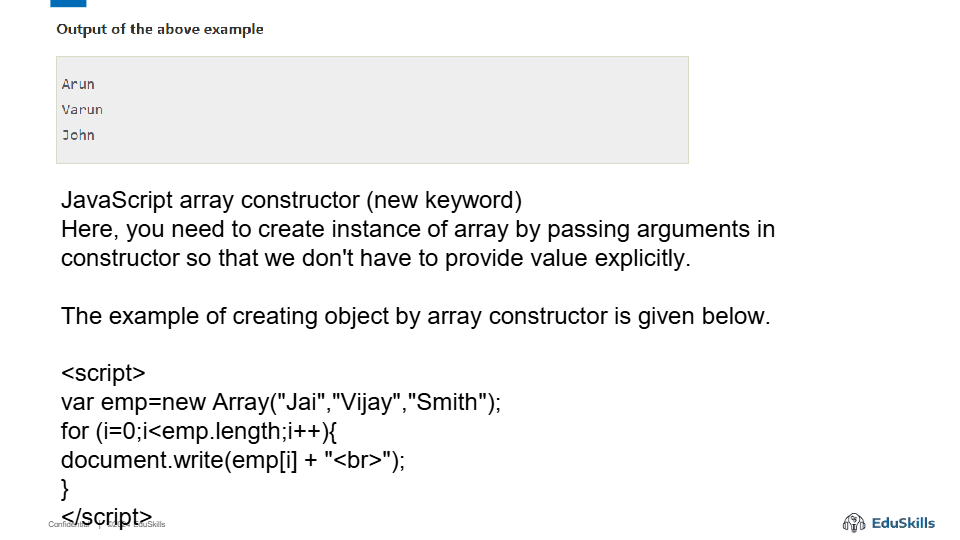 Output of the above example
Arun
Varun
John
JavaScript array constructor (new keyword)
Here, you need to create instance of array by passing arguments in
constructor so that we don't have to provide value explicitly.
The example of creating object by array constructor is given below.
<script>
var emp=new Array("Jai","Vijay","Smith");
for (i=0;i<emp.length;i++){
document.write(emp[i] + "<br>");
}
</script>
EduSkills
EduSkills